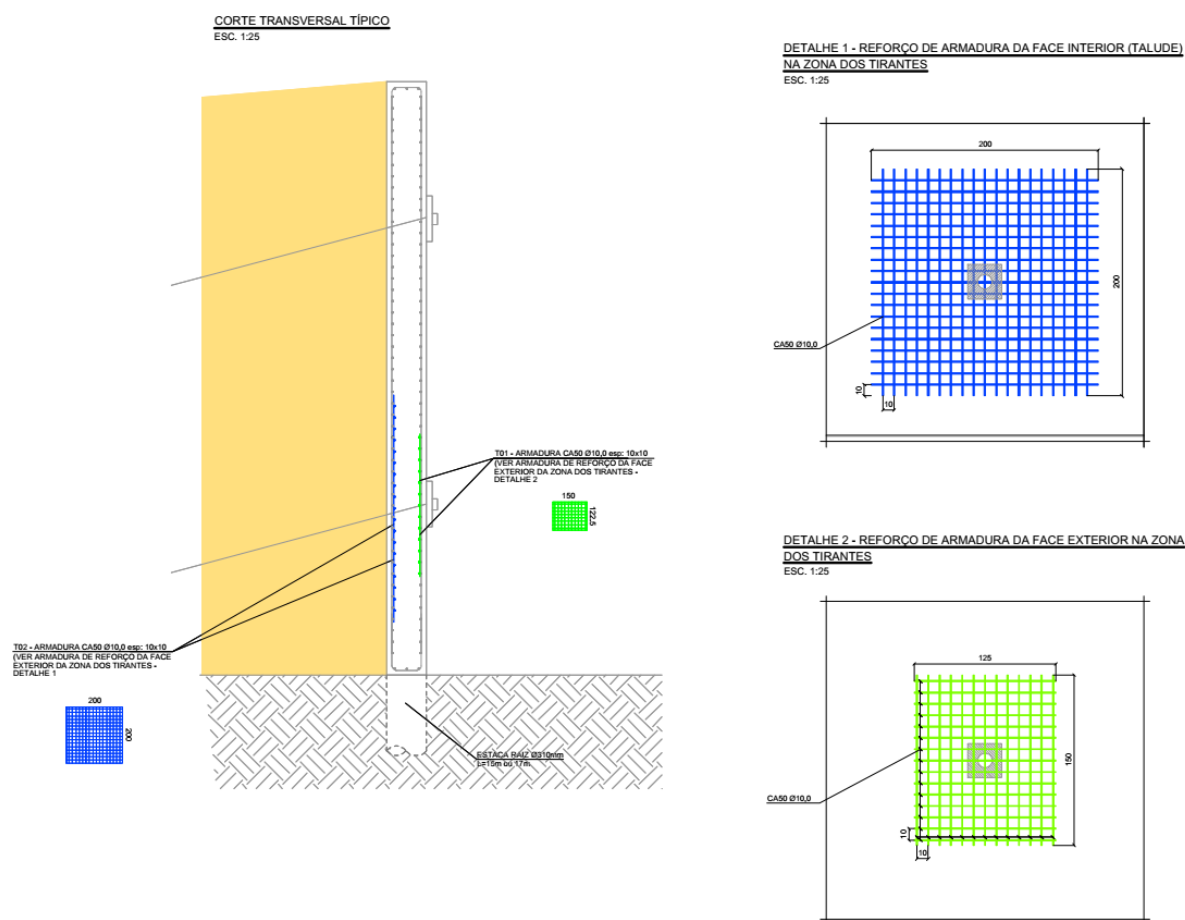 CORTE TRANSVERSAL TÍPICO
ESC. 1:25
T01 - ARMADURA CA50 Ø10,0 esp: 10x10
(VER ARMADURA DE REFORÇO DA FACE
EXTERIOR DA ZONA DOS TIRANTES -
DETALHE 2
150
122,5
T02 - ARMADURA CA50 Ø10,0 esp: 10x10
(VER ARMADURA DE REFORÇO DA FACE
EXTERIOR DA ZONA DOS TIRANTES -
DETALHE 1
200
200
ESTACA RAIZ Ø310mm
L=15m ou 17m
DETALHE 1 - REFORÇO DE ARMADURA DA FACE INTERIOR (TALUDE)
NA ZONA DOS TIRANTES
ESC. 1:25
200
200
CA50 Ø10,0
10
10
DETALHE 2 - REFORÇO DE ARMADURA DA FACE EXTERIOR NA ZONA
DOS TIRANTES
ESC. 1:25
125
150
CA50 Ø10,0
10
10